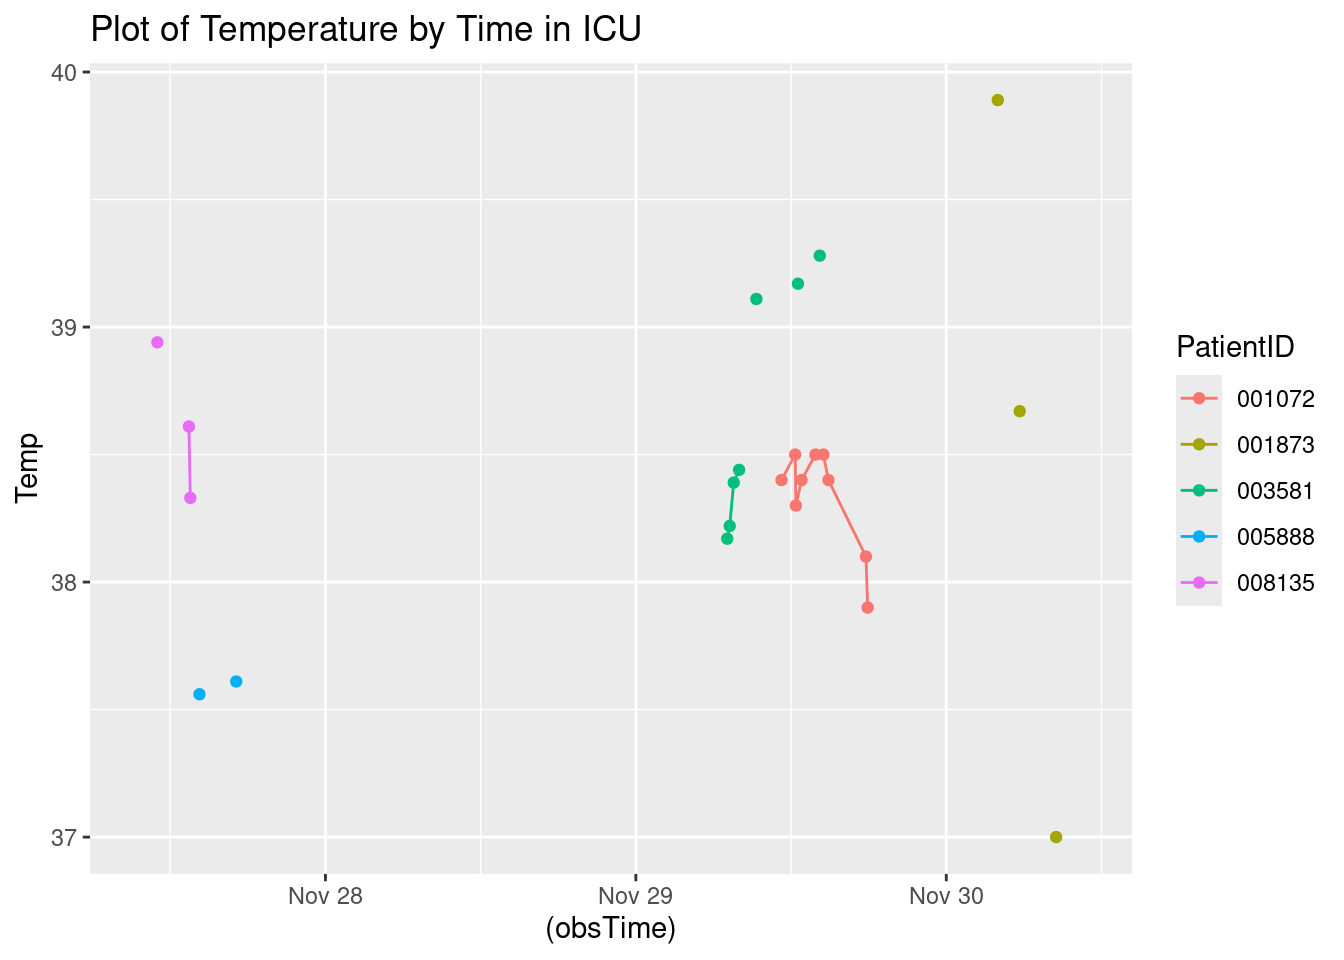 Plot of Temperature by Time in ICU
40
39
38
37
Temp
Nov 28
Nov 29
Nov 30
(obsTime)
PatientID
001072
001873
003581
005888
008135